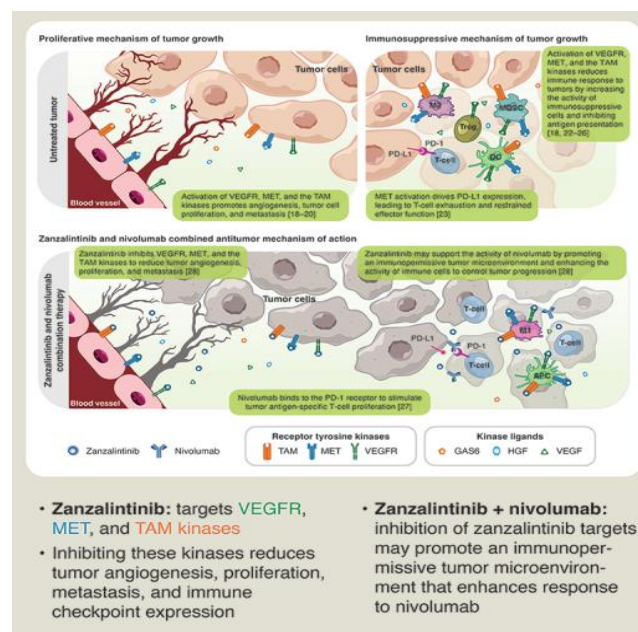 Proliferative mechanism of tumor growth
Immunosuppressive mechanism of tumor growth
Untreated tumor
Tumor cells
Blood vessel
Activation of VEGFR, MET, and the TAM
kinases promotes angiogenesis, tumor cell
proliferation, and metastasis [18–20]
Tumor cells
M2
MDSC
Treg
PD-1
PD-L1
T-cell
DC
Activation of VEGFR,
MET, and the TAM
kinases reduces
immune response to
tumors by increasing
the activity of
immunosuppressive
cells and inhibiting
antigen presentation
[18, 22–26]
MET activation drives PD-L1 expression,
leading to T-cell exhaustion and restrained
effector function [23]
Zanzalintinib and nivolumab combined antitumor mechanism of action
Zanzalintinib and nivolumab
combination therapy
Zanzalintinib inhibits VEGFR, MET, and the
TAM kinases to reduce tumor angiogenesis,
proliferation, and metastasis [28]
Zanzalintinib may support the activity of nivolumab by promoting
an immunopermissive tumor microenvironment and enhancing the
activity of immune cells to control tumor progression [28]
Tumor cells
Blood vessel
T-cell
PD-L1
PD-1
T-cell
M1
T-cell
APC
T-cell
Nivolumab binds to the PD-1 receptor to stimulate
tumor antigen-specific T-cell proliferation [27]
Zanzalintinib
Nivolumab
Receptor tyrosine kinases
TAM
MET
VEGFR
Kinase ligands
GAS6
HGF
VEGF
• Zanzalintinib: targets VEGFR,
MET, and TAM kinases
• Inhibiting these kinases reduces
tumor angiogenesis, proliferation,
metastasis, and immune
checkpoint expression
• Zanzalintinib + nivolumab:
inhibition of zanzalintinib targets
may promote an immunoper-
missive tumor microenviron-
ment that enhances response
to nivolumab